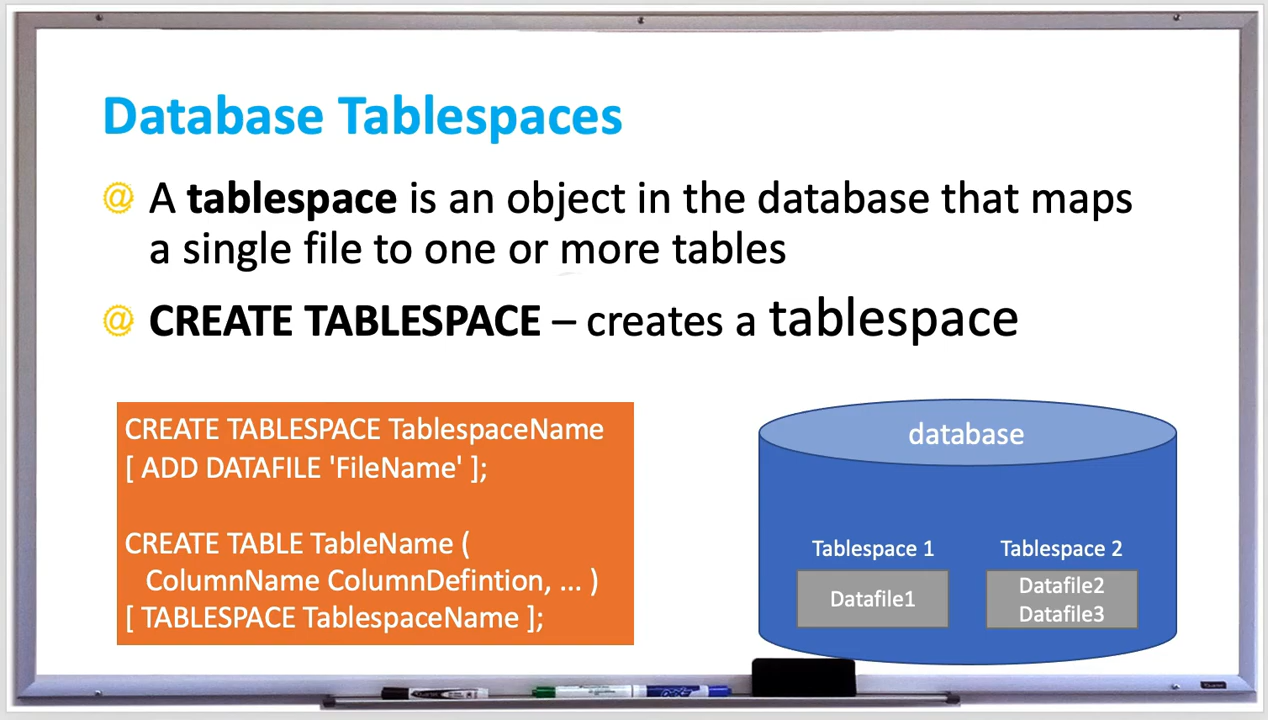 Database Tablespaces
@ A tablespace is an object in the database that maps
a single file to one or more tables
@ CREATE TABLESPACE – creates a tablespace
CREATE TABLESPACE TablespaceName
[ ADD DATAFILE 'FileName' ];
CREATE TABLE TableName (
ColumnName ColumnDefintion, ... )
[ TABLESPACE TablespaceName ];
database
Tablespace 1
Datafile1
Tablespace 2
Datafile2
Datafile3